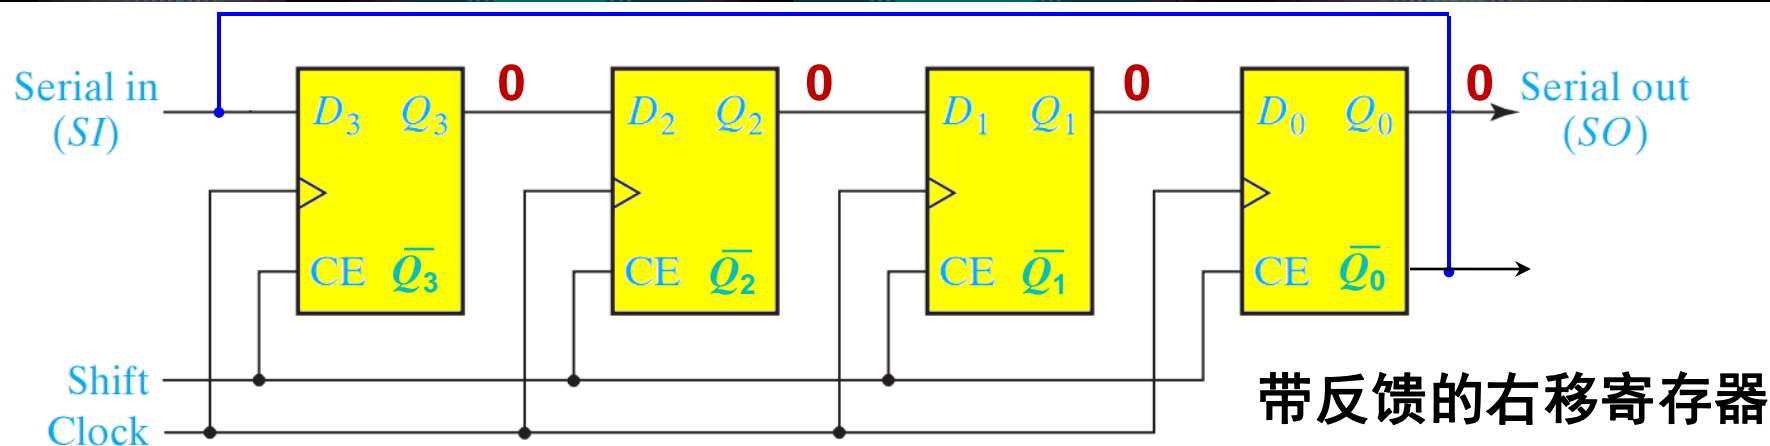 Serial in
(SI)
D₃ Q₃
0
D₂ Q₂
0
D₁ Q₁
0
D₀ Q₀
0
Serial out
(SO)
CE Q̅₃
CE Q̅₂
CE Q̅₁
CE Q̅₀
Shift
Clock
带反馈的右移寄存器